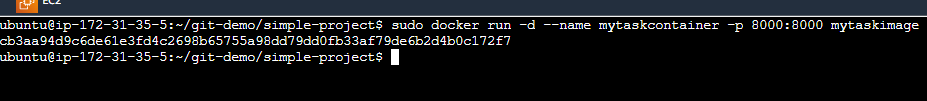 EC2
ubuntu@ip-172-31-35-5:~/git-demo/simple-project$ sudo docker run -d --name mytaskcontainer -p 8000:8000 mytaskimage
cb3aa94d9c6de61e3fd4c2698b65755a98dd79dd0fb33af79de6b2d4b0c172f7
ubuntu@ip-172-31-35-5:~/git-demo/simple-project$